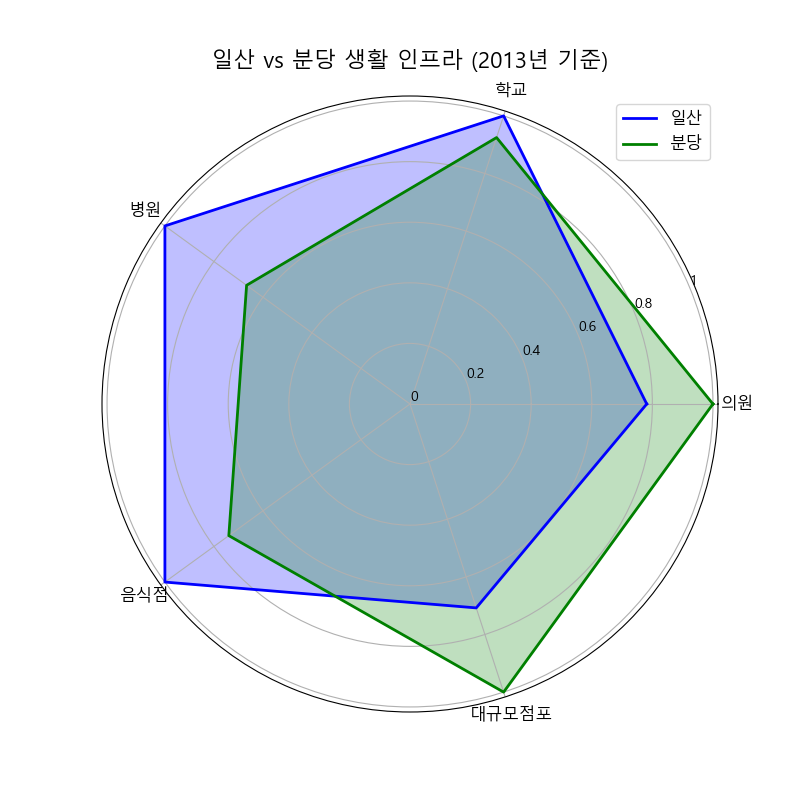 일산 vs 분당 생활 인프라 (2013년 기준)
학교
일산
분당
병원
1
0.8
0.6
0.4
0.2
0
의원
음식점
대규모점포